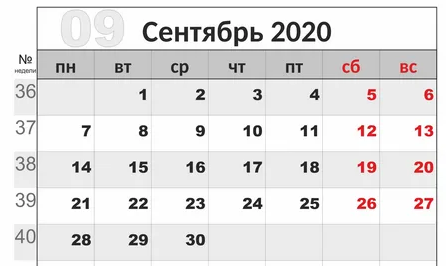 09 Сентябрь 2020
№ недели пн вт ср чт пт сб вс
36 1 2 3 4 5 6
37 7 8 9 10 11 12 13
38 14 15 16 17 18 19 20
39 21 22 23 24 25 26 27
40 28 29 30